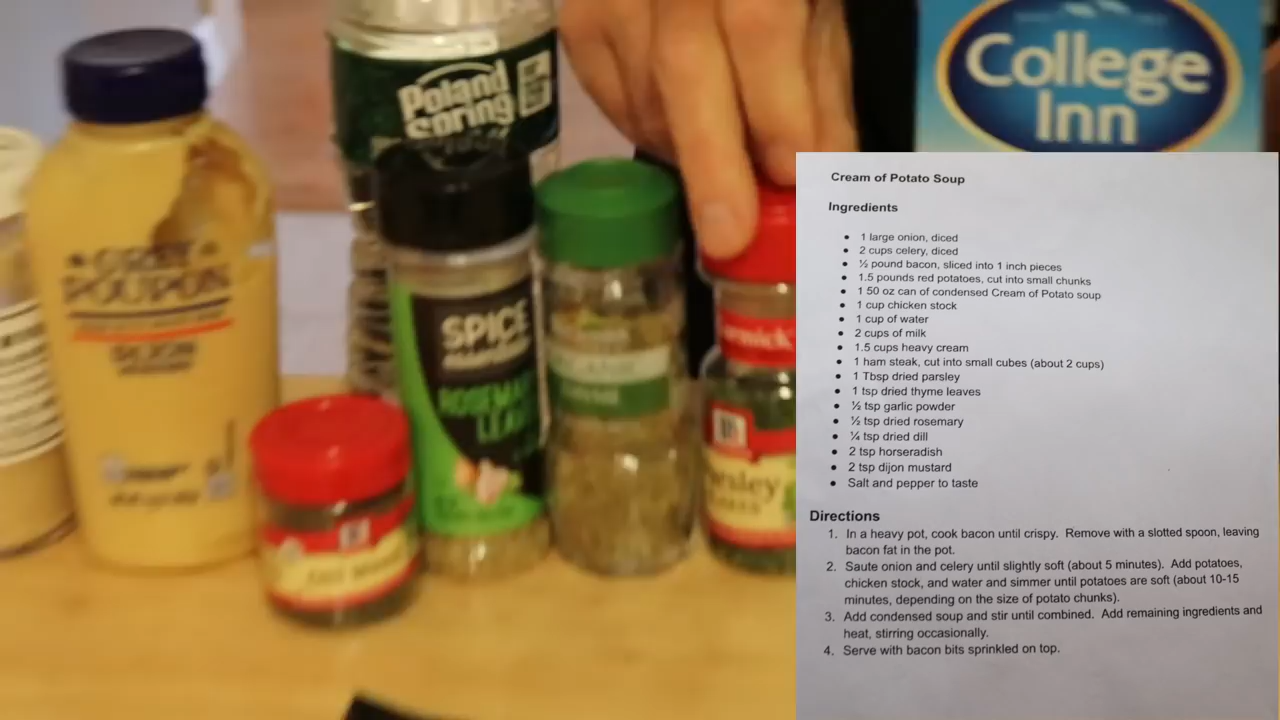 Poland
Spring
College
Inn
GREY
POUPON
DIJON
SPICE
ROSEMARY
LEA
THYME
rmick
rsley
Cream of Potato Soup
Ingredients
• 1 large onion, diced
• 2 cups celery, diced
• ½ pound bacon, sliced into 1 inch pieces
• 1.5 pounds red potatoes, cut into small chunks
• 1 50 oz can of condensed Cream of Potato soup
• 1 cup chicken stock
• 1 cup of water
• 2 cups of milk
• 1.5 cups heavy cream
• 1 ham steak, cut into small cubes (about 2 cups)
• 1 Tbsp dried parsley
• 1 tsp dried thyme leaves
• ½ tsp garlic powder
• ½ tsp dried rosemary
• ¼ tsp dried dill
• 2 tsp horseradish
• 2 tsp dijon mustard
• Salt and pepper to taste
Directions
1. In a heavy pot, cook bacon until crispy. Remove with a slotted spoon, leaving
bacon fat in the pot.
2. Saute onion and celery until slightly soft (about 5 minutes). Add potatoes,
chicken stock, and water and simmer until potatoes are soft (about 10-15
minutes, depending on the size of potato chunks).
3. Add condensed soup and stir until combined. Add remaining ingredients and
heat, stirring occasionally.
4. Serve with bacon bits sprinkled on top.